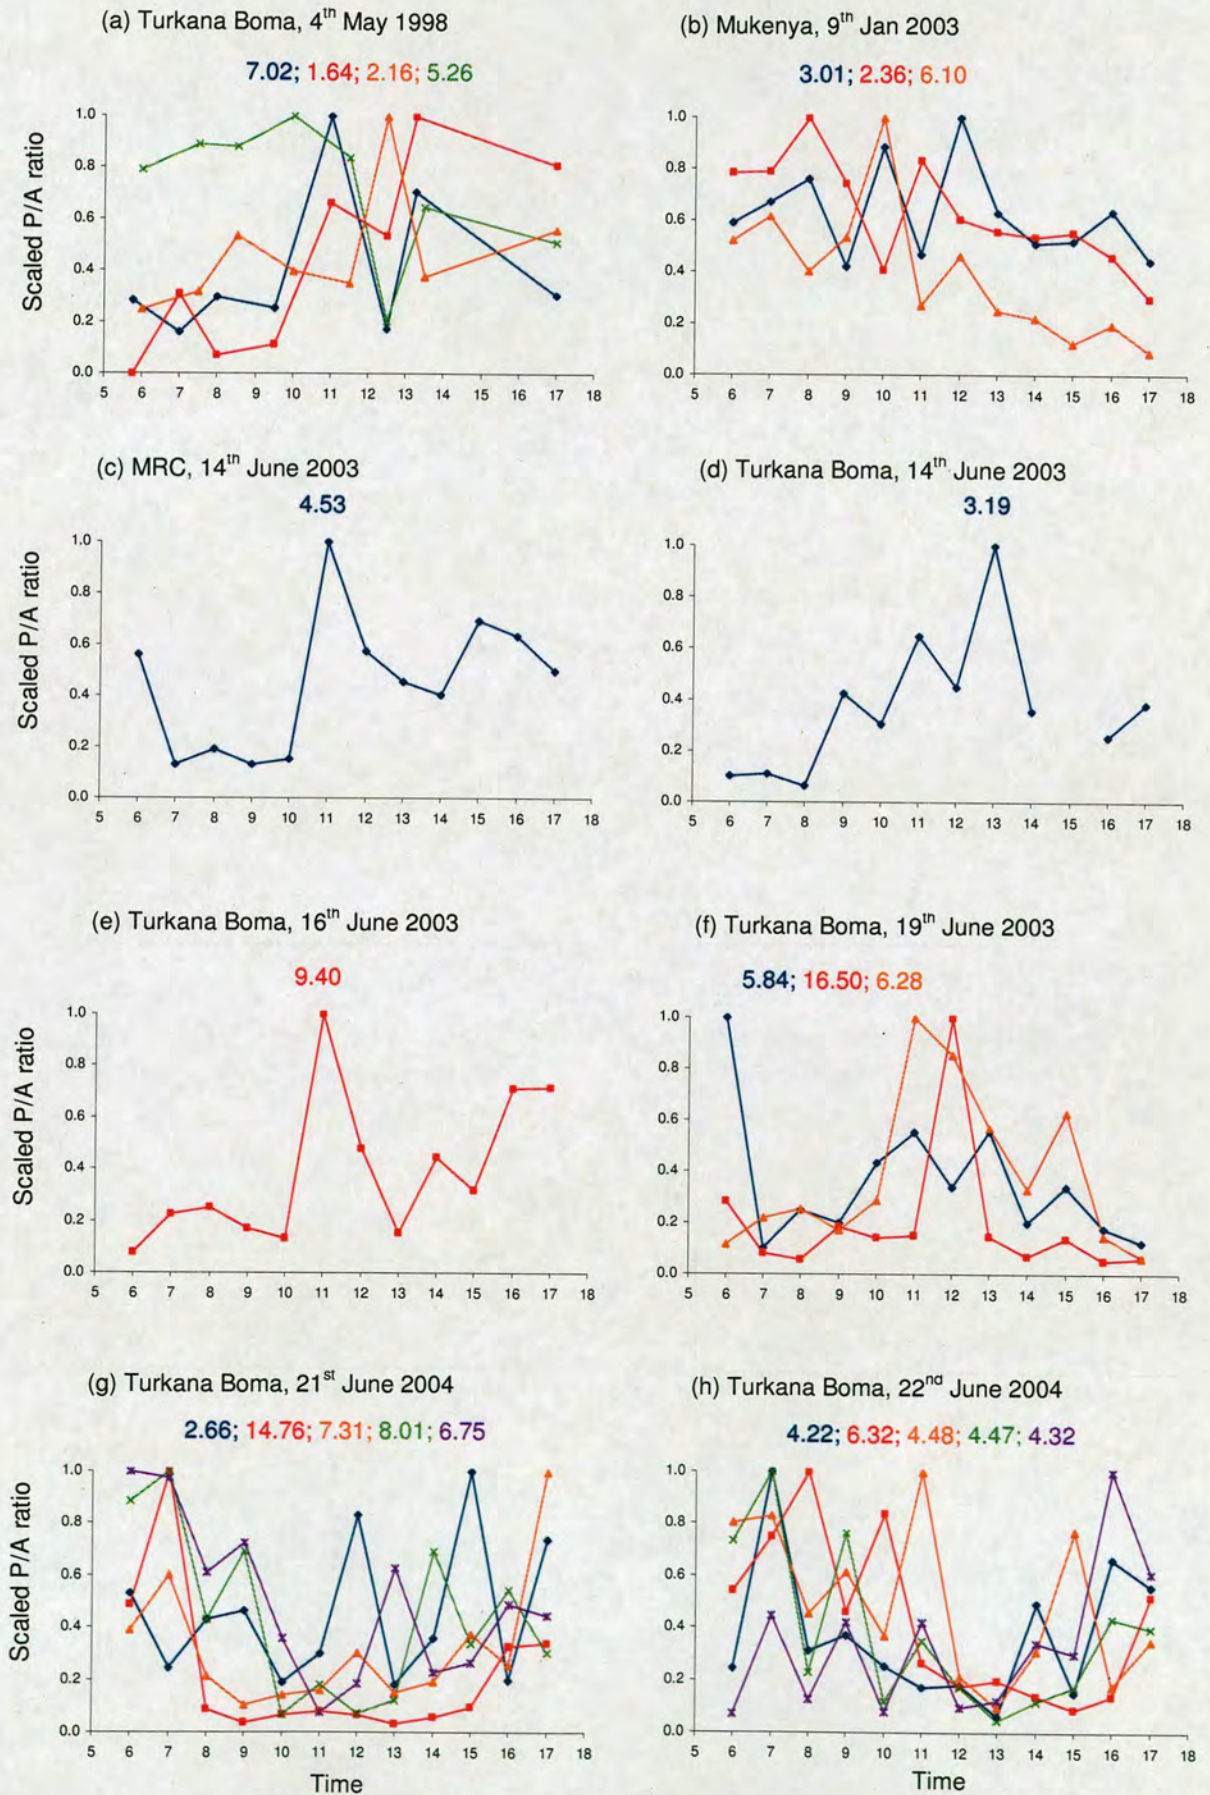 (a) Turkana Boma, 4th May 1998
7.02; 1.64; 2.16; 5.26
Scaled P/A ratio
1.0
0.8
0.6
0.4
0.2
0.0
5 6 7 8 9 10 11 12 13 14 15 16 17 18
(b) Mukenya, 9th Jan 2003
3.01; 2.36; 6.10
1.0
0.8
0.6
0.4
0.2
0.0
5 6 7 8 9 10 11 12 13 14 15 16 17 18
(c) MRC, 14th June 2003
4.53
Scaled P/A ratio
1.0
0.8
0.6
0.4
0.2
0.0
5 6 7 8 9 10 11 12 13 14 15 16 17 18
(d) Turkana Boma, 14th June 2003
3.19
1.0
0.8
0.6
0.4
0.2
0.0
5 6 7 8 9 10 11 12 13 14 15 16 17 18
(e) Turkana Boma, 16th June 2003
9.40
Scaled P/A ratio
1.0
0.8
0.6
0.4
0.2
0.0
5 6 7 8 9 10 11 12 13 14 15 16 17 18
(f) Turkana Boma, 19th June 2003
5.84; 16.50; 6.28
1.0
0.8
0.6
0.4
0.2
0.0
5 6 7 8 9 10 11 12 13 14 15 16 17 18
(g) Turkana Boma, 21st June 2004
2.66; 14.76; 7.31; 8.01; 6.75
Scaled P/A ratio
1.0
0.8
0.6
0.4
0.2
0.0
5 6 7 8 9 10 11 12 13 14 15 16 17 18
Time
(h) Turkana Boma, 22nd June 2004
4.22; 6.32; 4.48; 4.47; 4.32
1.0
0.8
0.6
0.4
0.2
0.0
5 6 7 8 9 10 11 12 13 14 15 16 17 18
Time